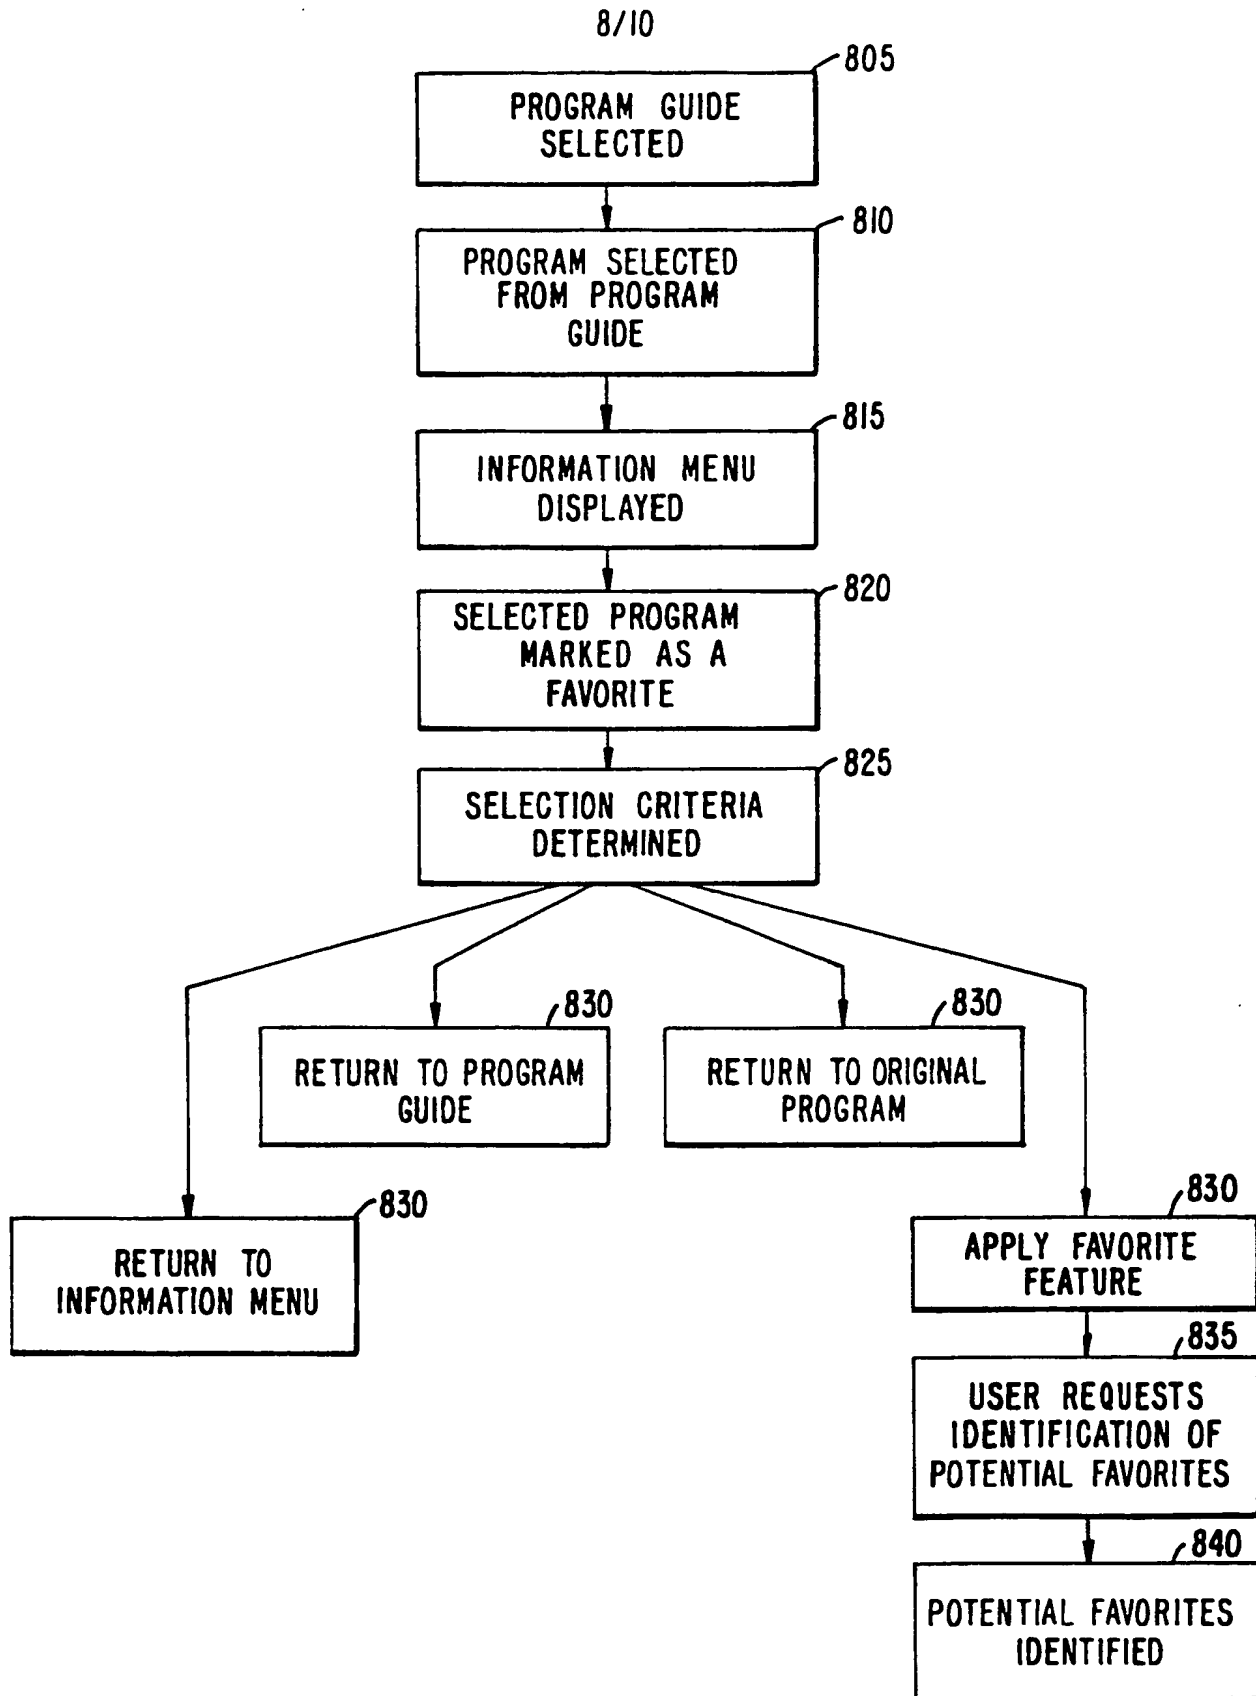 8/10
805
PROGRAM GUIDE
SELECTED
810
PROGRAM SELECTED
FROM PROGRAM
GUIDE
815
INFORMATION MENU
DISPLAYED
820
SELECTED PROGRAM
MARKED AS A
FAVORITE
825
SELECTION CRITERIA
DETERMINED
830
RETURN TO PROGRAM
GUIDE
830
RETURN TO ORIGINAL
PROGRAM
830
RETURN TO
INFORMATION MENU
830
APPLY FAVORITE
FEATURE
835
USER REQUESTS
IDENTIFICATION OF
POTENTIAL FAVORITES
840
POTENTIAL FAVORITES
IDENTIFIED